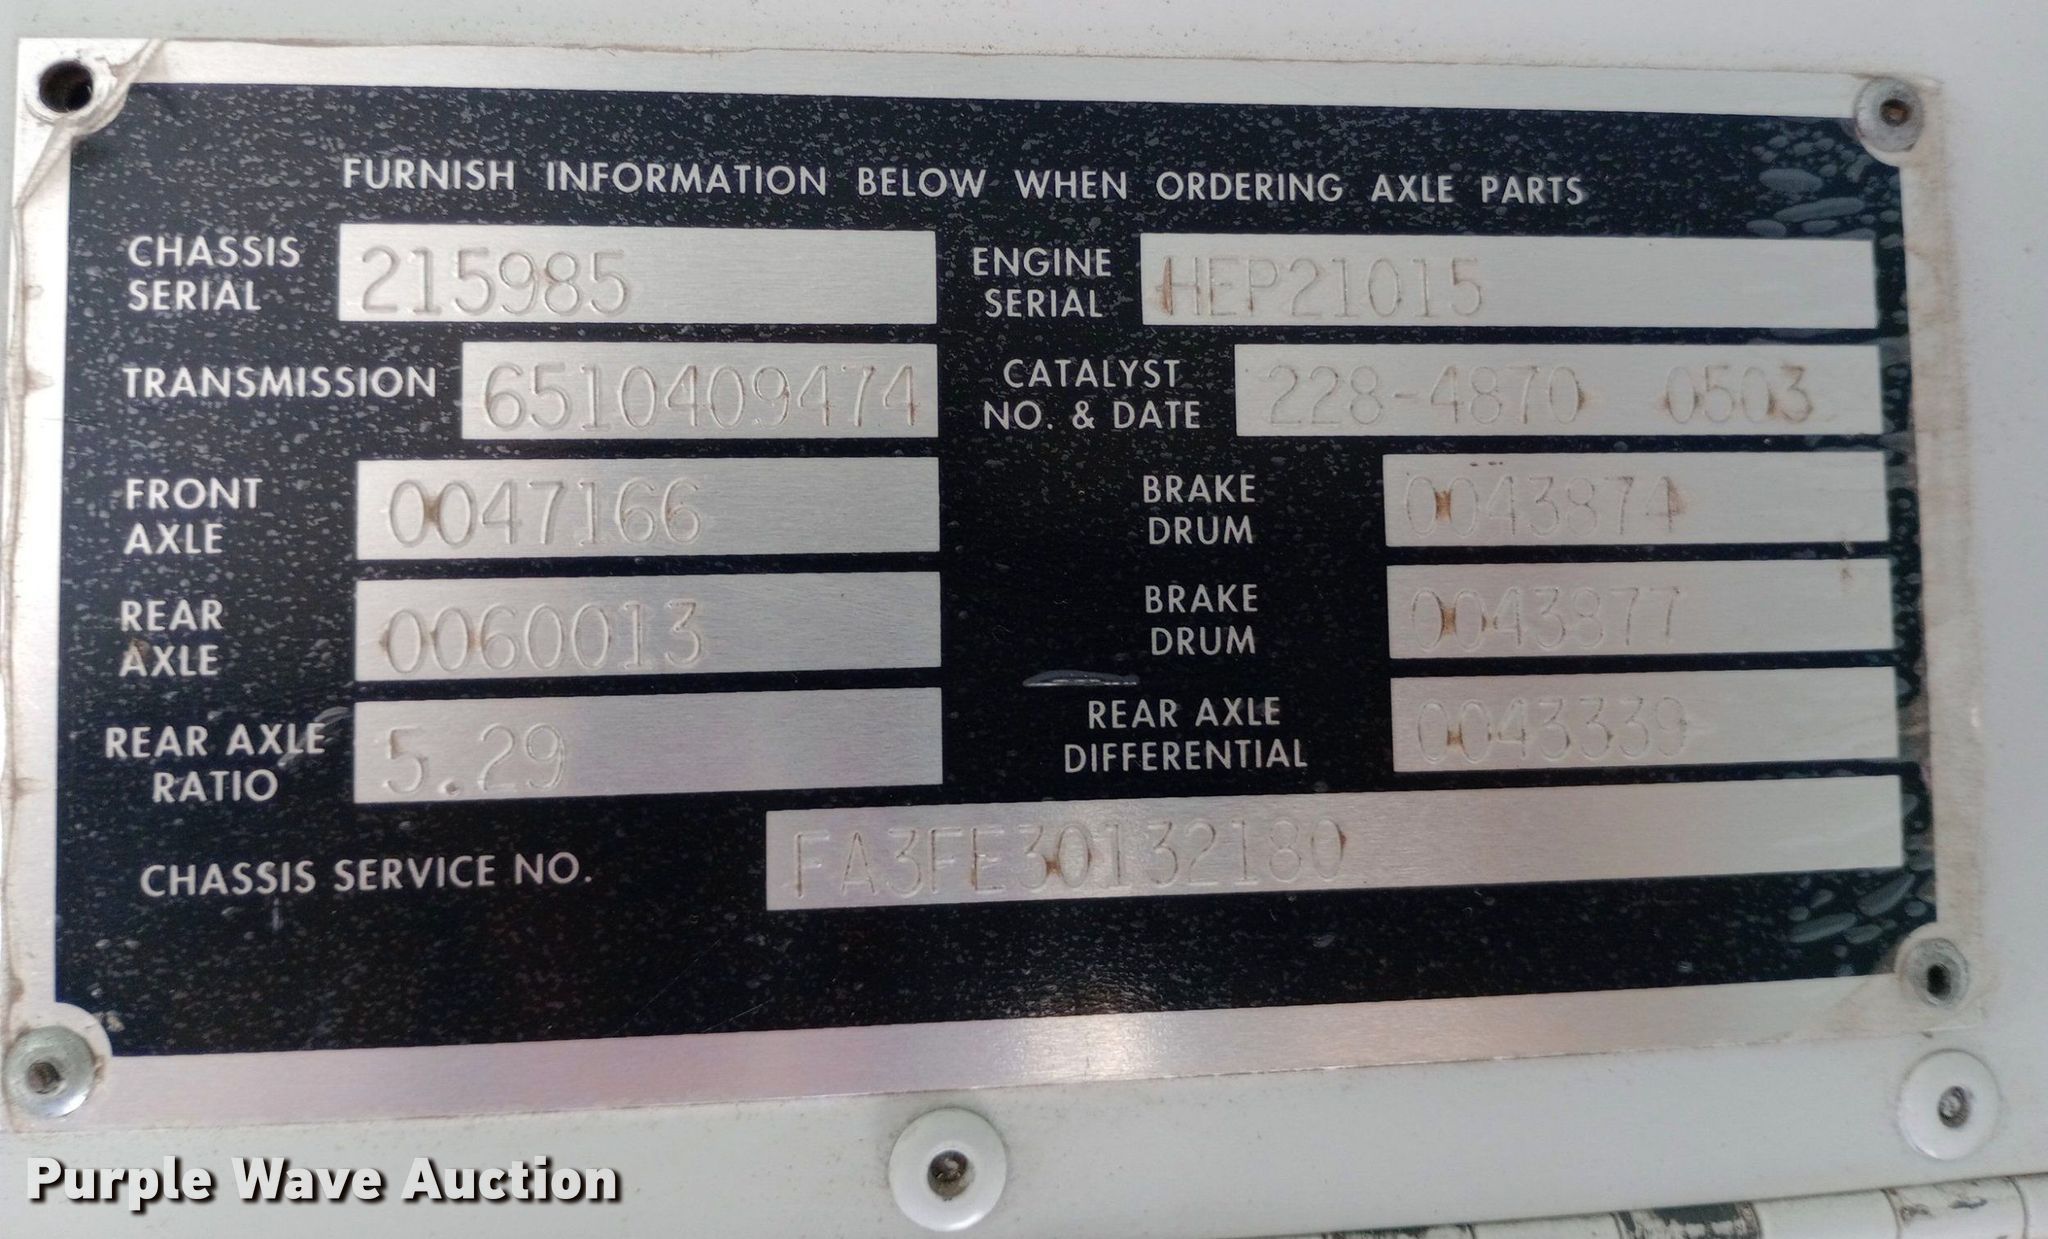 FURNISH INFORMATION BELOW WHEN ORDERING AXLE PARTS
CHASSIS SERIAL 215985
ENGINE SERIAL HEP21015
TRANSMISSION 6510409474
CATALYST NO. & DATE 228-4870 0503
FRONT AXLE 0047166
BRAKE DRUM 0043874
REAR AXLE 0060013
BRAKE DRUM 0043877
REAR AXLE RATIO 5.29
REAR AXLE DIFFERENTIAL 0043339
CHASSIS SERVICE NO. FA3FE30132180
Purple Wave Auction